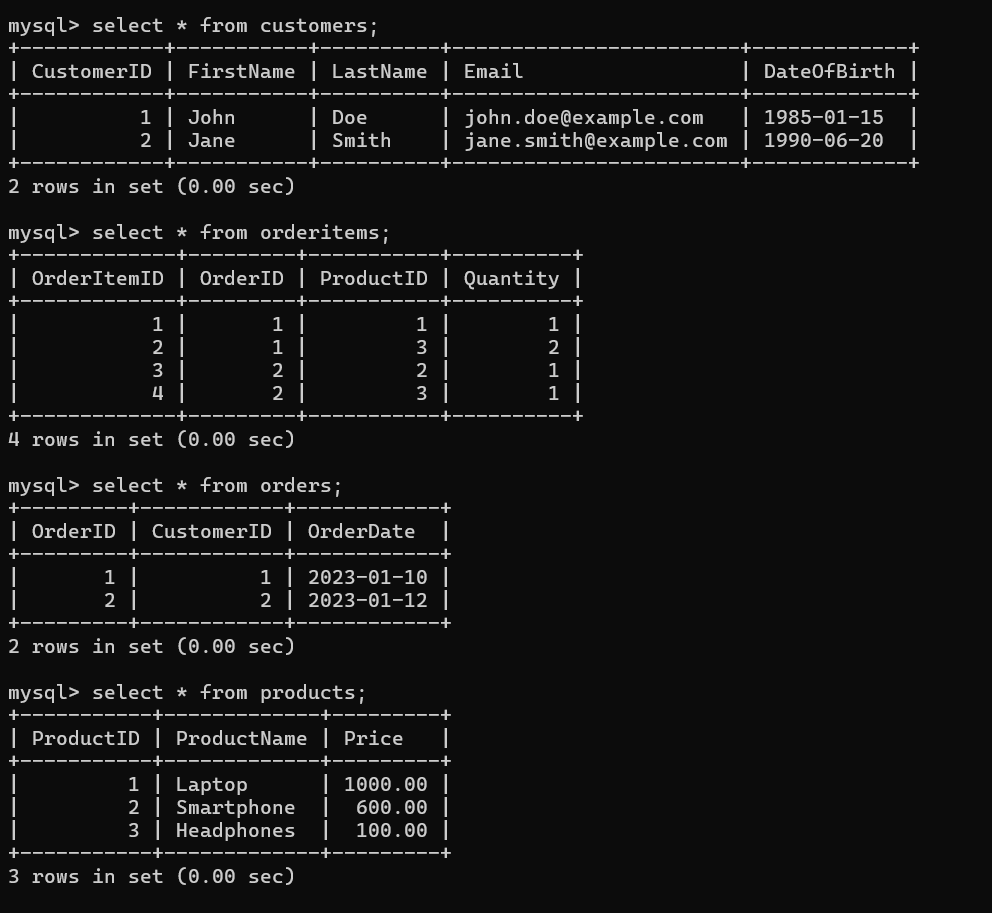 mysql> select * from customers;
+------------+-----------+----------+------------------------+-------------+
| CustomerID | FirstName | LastName | Email                  | DateOfBirth |
+------------+-----------+----------+------------------------+-------------+
|          1 | John      | Doe      | john.doe@example.com   | 1985-01-15  |
|          2 | Jane      | Smith    | jane.smith@example.com | 1990-06-20  |
+------------+-----------+----------+------------------------+-------------+
2 rows in set (0.00 sec)

mysql> select * from orderitems;
+-------------+---------+-----------+----------+
| OrderItemID | OrderID | ProductID | Quantity |
+-------------+---------+-----------+----------+
|           1 |       1 |         1 |        1 |
|           2 |       1 |         3 |        2 |
|           3 |       2 |         2 |        1 |
|           4 |       2 |         3 |        1 |
+-------------+---------+-----------+----------+
4 rows in set (0.00 sec)

mysql> select * from orders;
+---------+------------+------------+
| OrderID | CustomerID | OrderDate  |
+---------+------------+------------+
|       1 |          1 | 2023-01-10 |
|       2 |          2 | 2023-01-12 |
+---------+------------+------------+
2 rows in set (0.00 sec)

mysql> select * from products;
+-----------+-------------+---------+
| ProductID | ProductName | Price   |
+-----------+-------------+---------+
|         1 | Laptop      | 1000.00 |
|         2 | Smartphone  |  600.00 |
|         3 | Headphones  |  100.00 |
+-----------+-------------+---------+
3 rows in set (0.00 sec)